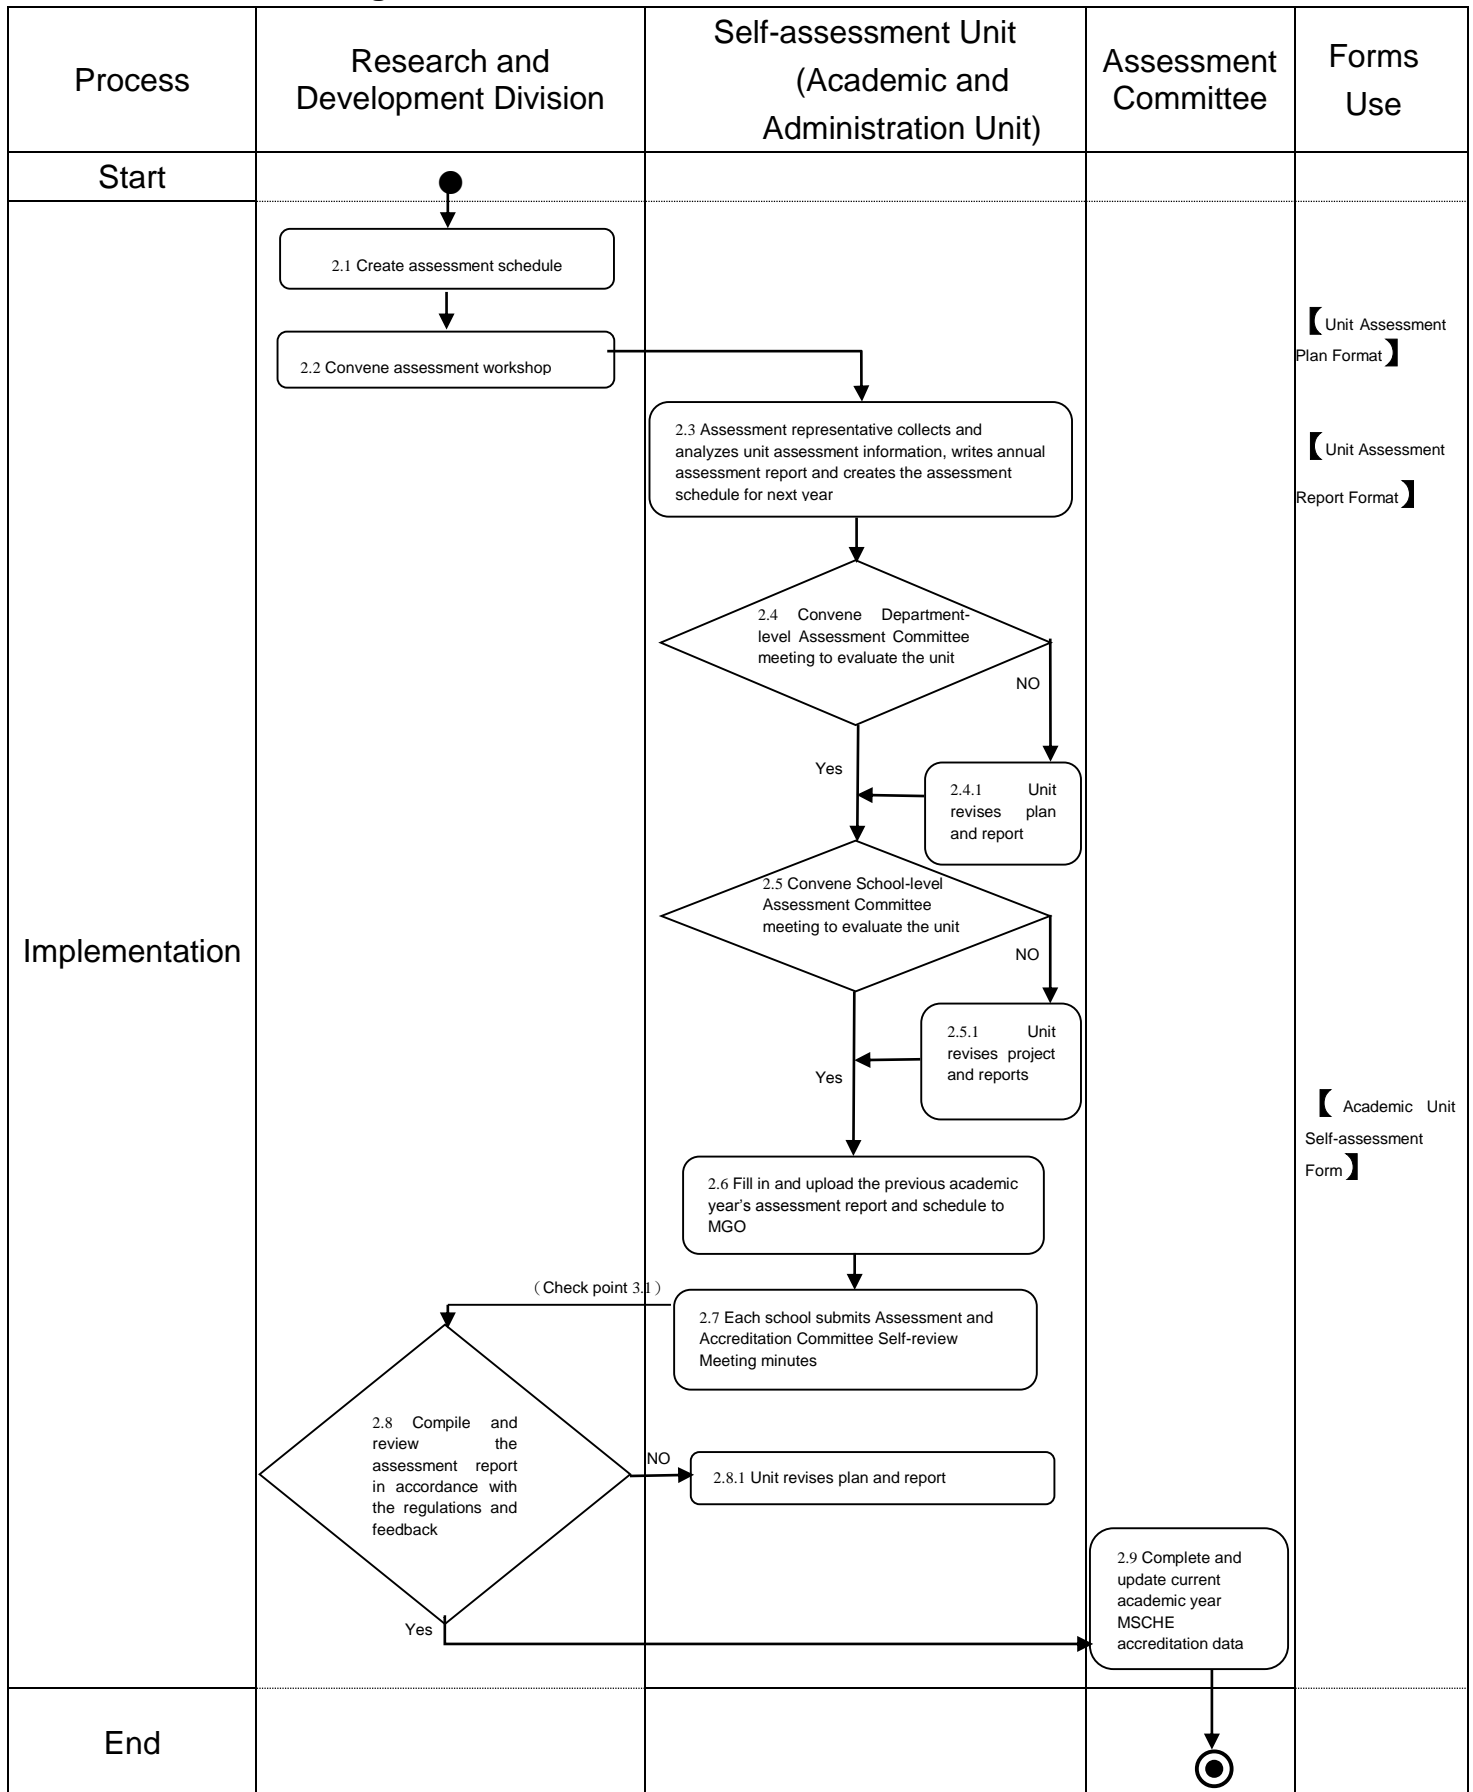 Process
Research and
Development Division
Self-assessment Unit
(Academic and
Administration Unit)
Assessment
Committee
Forms
Use
Start
2.1 Create assessment schedule
2.2 Convene assessment workshop
【Unit Assessment
Plan Format】
2.3 Assessment representative collects and
analyzes unit assessment information, writes annual
assessment report and creates the assessment
schedule for next year
【Unit Assessment
Report Format】
2.4 Convene Department-
level Assessment Committee
meeting to evaluate the unit
NO
Yes
2.4.1 Unit
revises plan
and report
2.5 Convene School-level
Assessment Committee
meeting to evaluate the unit
Implementation
NO
2.5.1 Unit
revises project
and reports
Yes
【 Academic Unit
Self-assessment
Form】
2.6 Fill in and upload the previous academic
year’s assessment report and schedule to
MGO
（Check point 3.1）
2.7 Each school submits Assessment and
Accreditation Committee Self-review
Meeting minutes
2.8 Compile and
review the
assessment report
in accordance with
the regulations and
feedback
NO
2.8.1 Unit revises plan and report
Yes
2.9 Complete and
update current
academic year
MSCHE
accreditation data
End